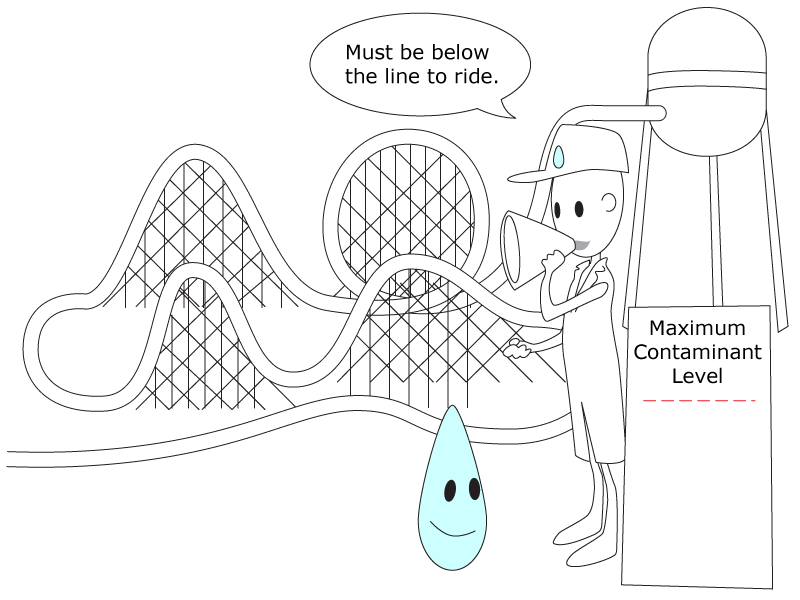 Must be below
the line to ride.
Maximum
Contaminant
Level